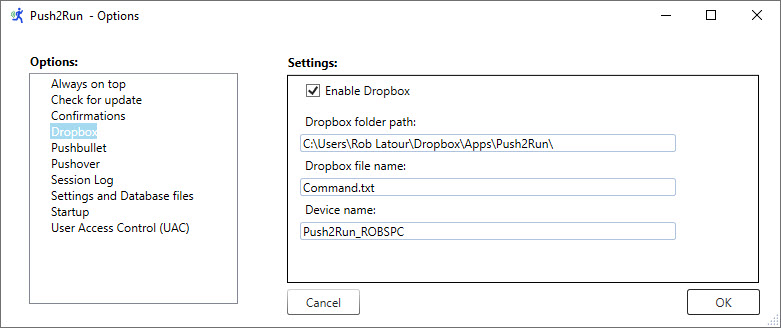 Push2Run - Options
Options:
Always on top
Check for update
Confirmations
Dropbox
Pushbullet
Pushover
Session Log
Settings and Database files
Startup
User Access Control (UAC)
Settings:
Enable Dropbox
Dropbox folder path:
C:\Users\Rob Latour\Dropbox\Apps\Push2Run\
Dropbox file name:
Command.txt
Device name:
Push2Run_ROBSPC
Cancel
OK